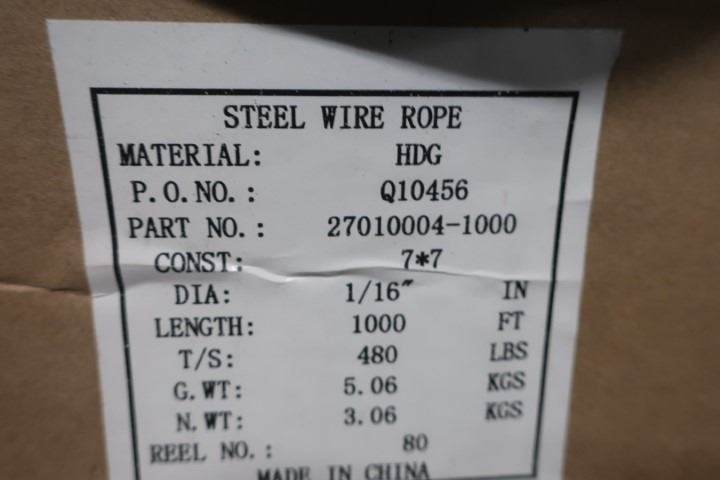 STEEL WIRE ROPE
MATERIAL: HDG
P.O.NO.: Q10456
PART NO.: 27010004-1000
CONST: 7*7
DIA: 1/16" IN
LENGTH: 1000 FT
T/S: 480 LBS
G.WT: 5.06 KGS
N.WT: 3.06 KGS
REEL NO.: 80
MADE IN CHINA